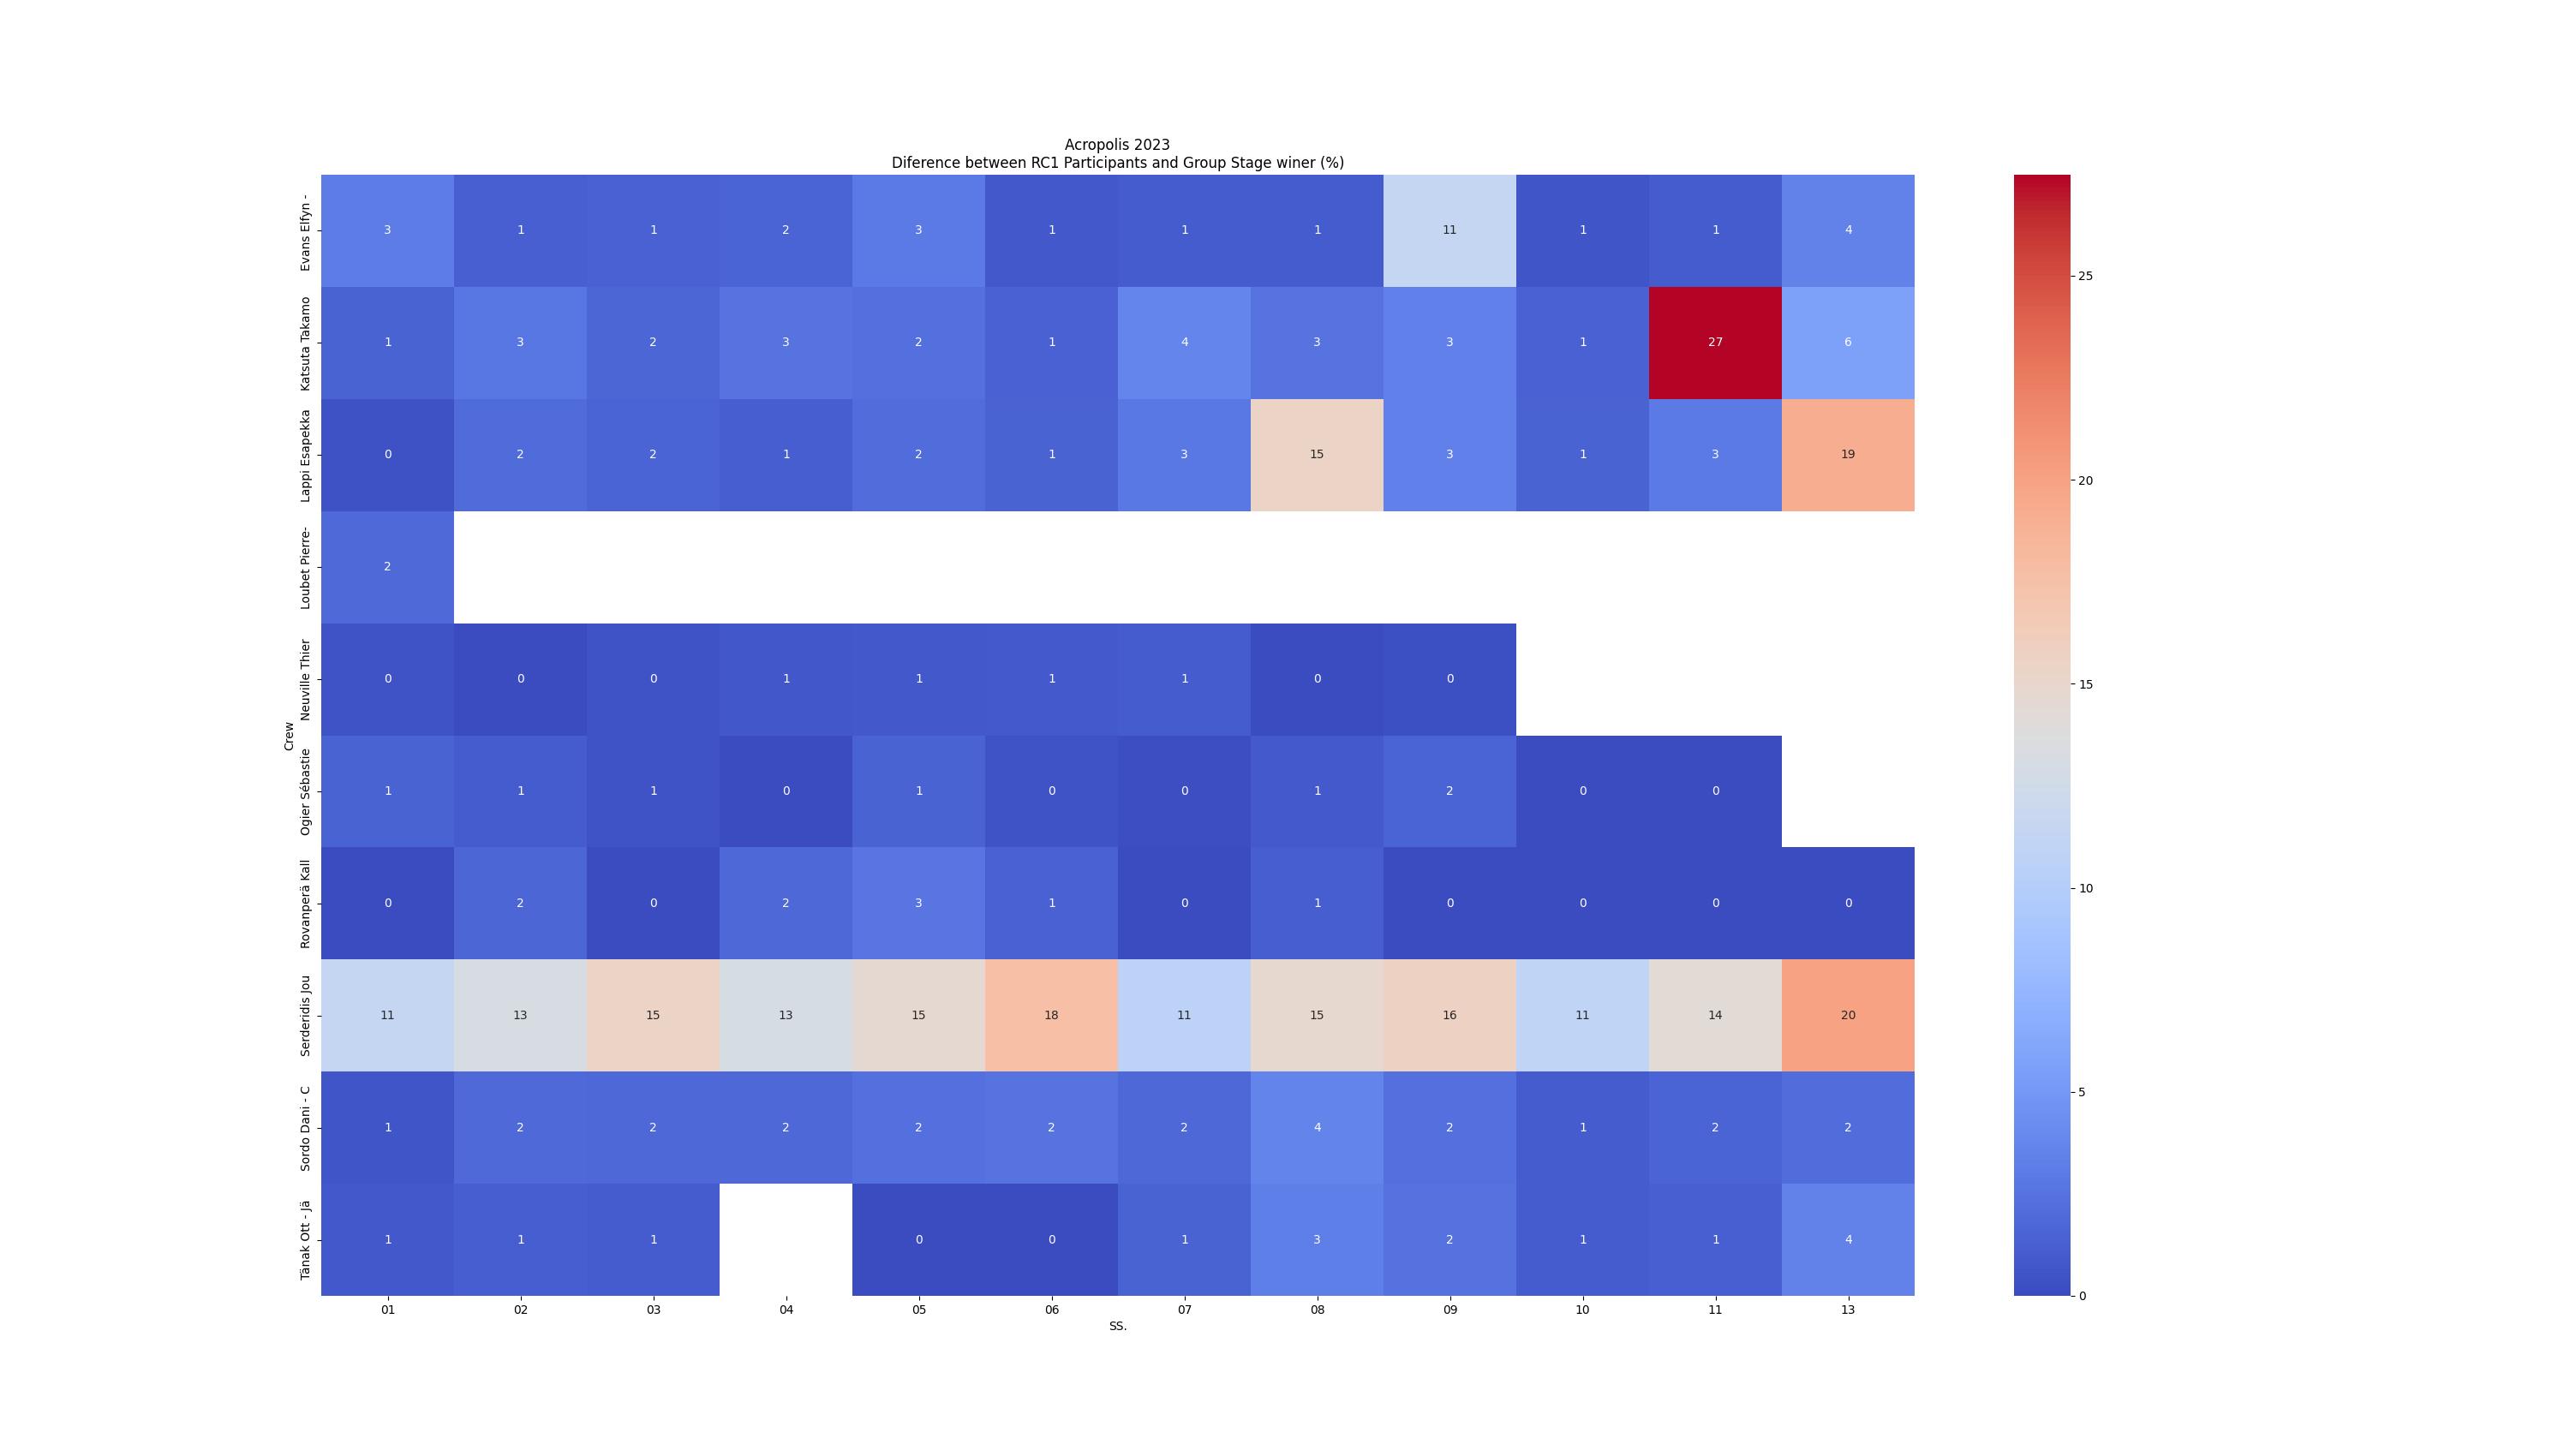 Acropolis 2023
Diference between RC1 Participants and Group Stage winer (%)
Evans Elfyn -
3 1 1 2 3 1 1 1 11 1 1 4
Katsuta Takamo
1 3 2 3 2 1 4 3 3 1 27 6
Lappi Esapekka
0 2 2 1 2 1 3 15 3 1 3 19
Loubet Pierre-
2
Neuville Thier
0 0 0 1 1 1 1 0 0
Crew
Ogier Sébastie
1 1 1 0 1 0 0 1 2 0 0
Rovanperä Kall
0 2 0 2 3 1 0 1 0 0 0 0
Serderidis Jou
11 13 15 13 15 18 11 15 16 11 14 20
Sordo Dani - C
1 2 2 2 2 2 2 4 2 1 2 2
Tänak Ott - Jä
1 1 1 0 0 1 3 2 1 1 4
01 02 03 04 05 06 07 08 09 10 11 13
SS.
25
20
15
10
5
0